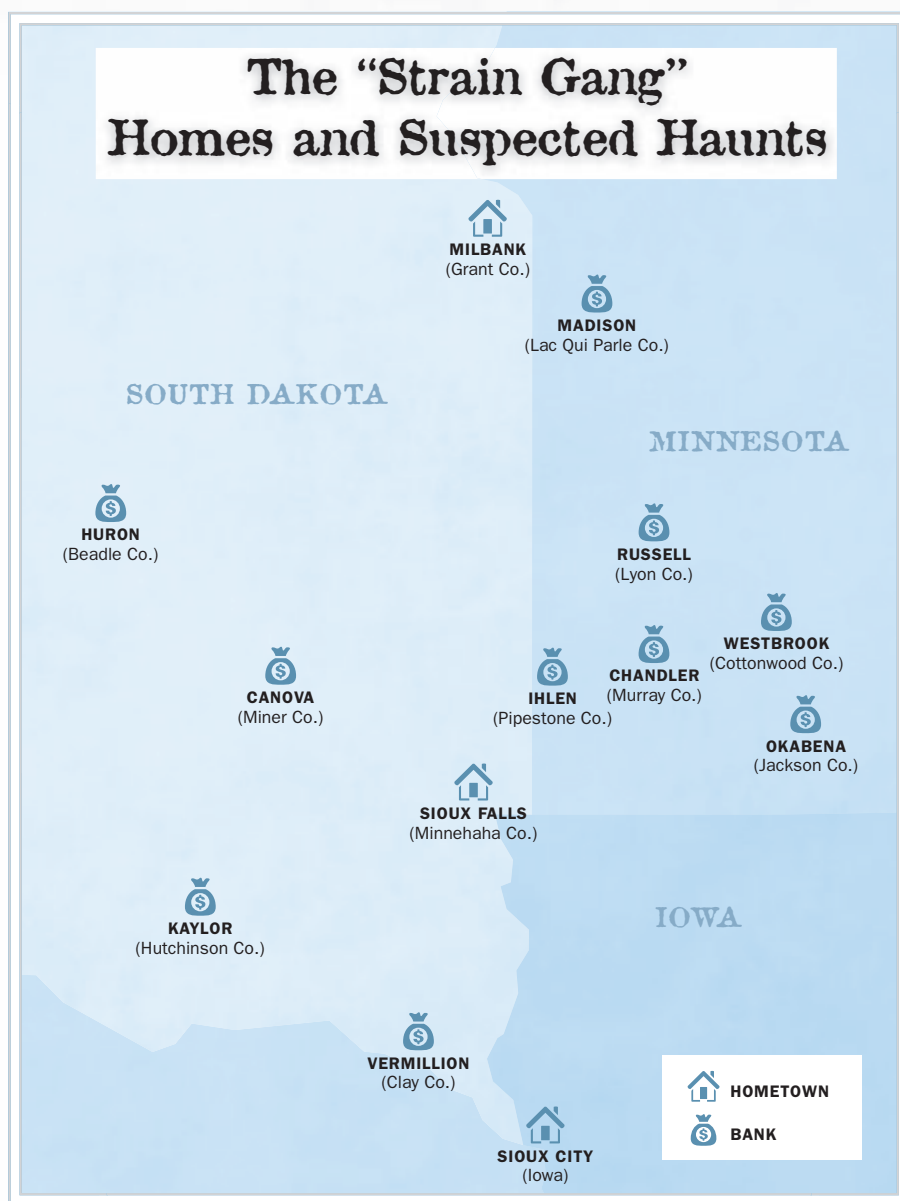 The “Strain Gang”
Homes and Suspected Haunts
MILBANK
(Grant Co.)
MADISON
(Lac Qui Parle Co.)
SOUTH DAKOTA
MINNESOTA
HURON
(Beadle Co.)
RUSSELL
(Lyon Co.)
WESTBROOK
(Cottonwood Co.)
CHANDLER
(Murray Co.)
IHLEN
(Pipestone Co.)
CANOVA
(Miner Co.)
OKABENA
(Jackson Co.)
SIOUX FALLS
(Minnehaha Co.)
IOWA
KAYLOR
(Hutchinson Co.)
VERMILLION
(Clay Co.)
SIOUX CITY
(Iowa)
HOMETOWN
BANK